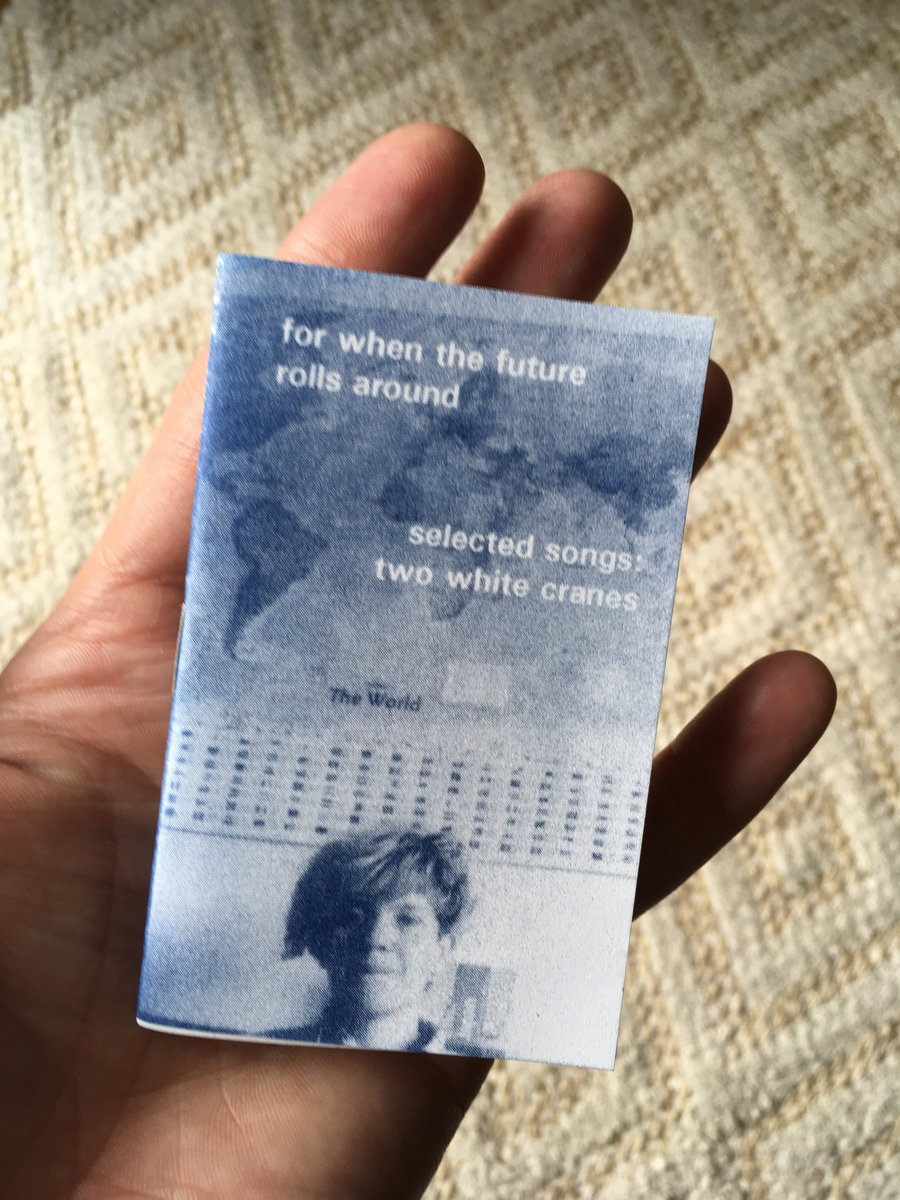 for when the future
rolls around
selected songs:
two white cranes
The World